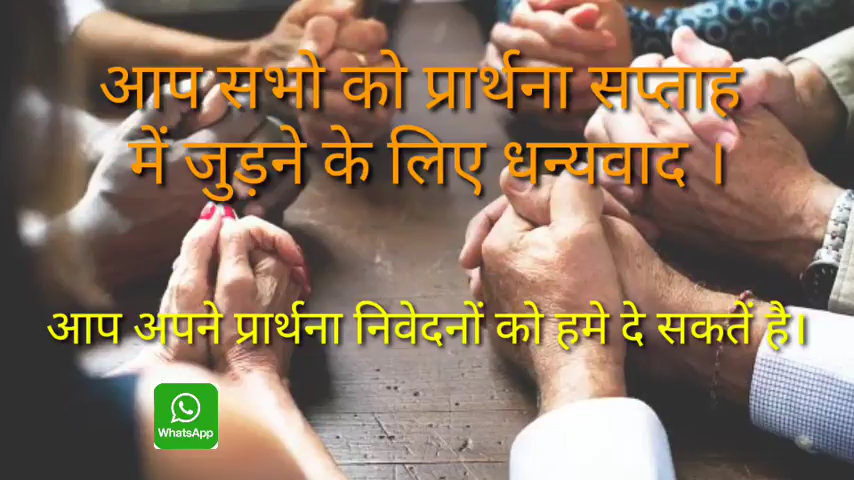 आप सभो को प्रार्थना सप्ताह
में जुड़ने के लिए धन्यवाद ।
आप अपने प्रार्थना निवेदनों को हमे दे सकतें है।
WhatsApp